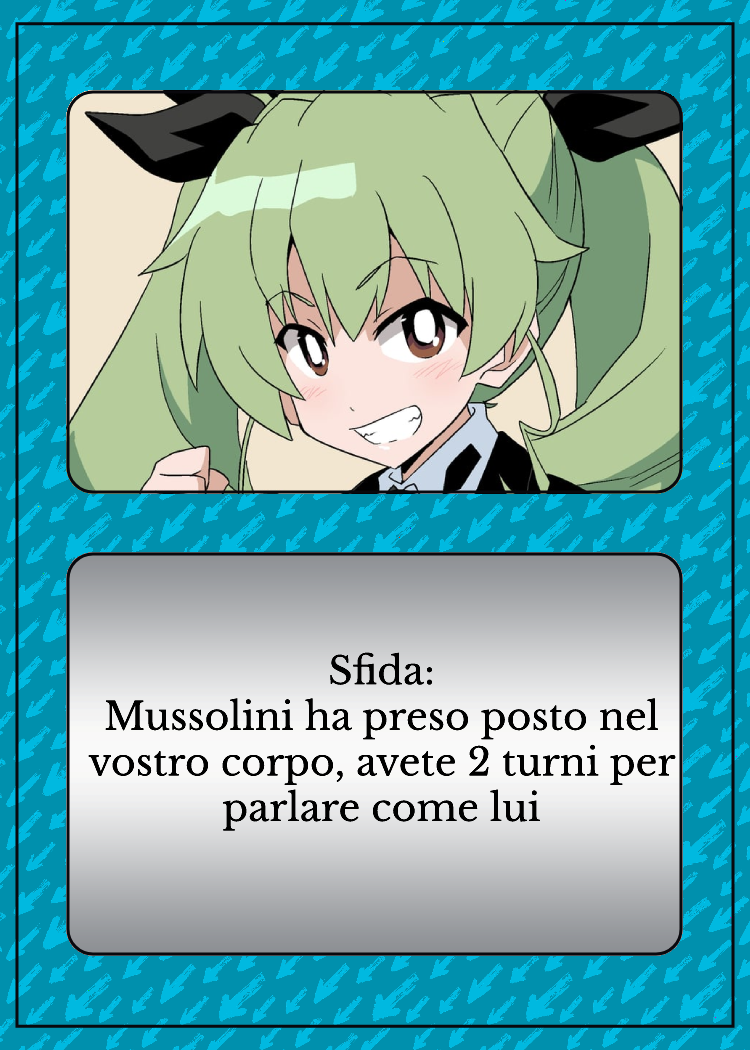 Sfida:
Mussolini ha preso posto nel
vostro corpo, avete 2 turni per
parlare come lui